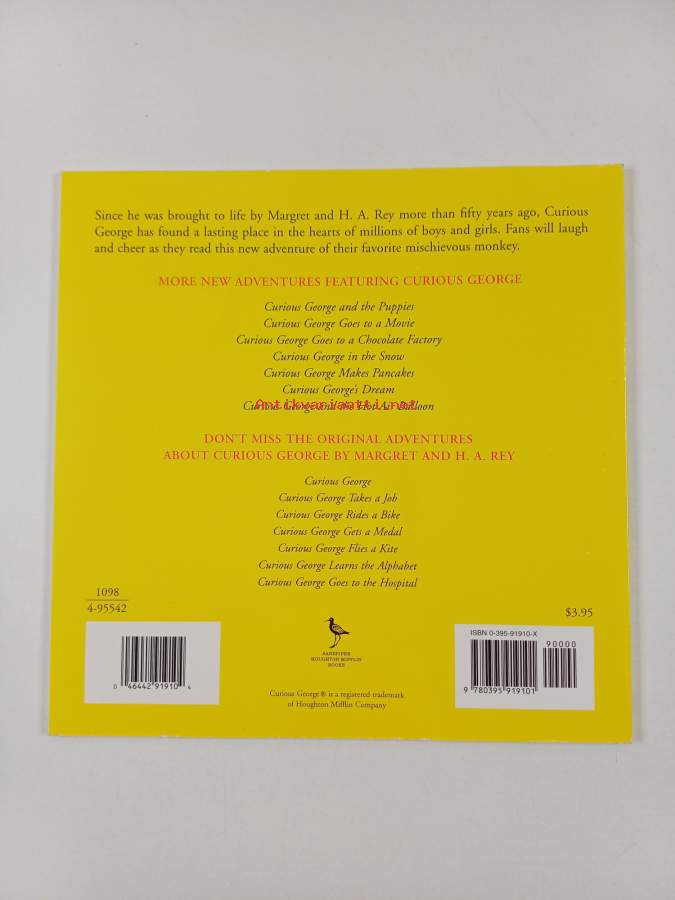 Since he was brought to life by Margret and H. A. Rey more than fifty years ago, Curious
George has found a lasting place in the hearts of millions of boys and girls. Fans will laugh
and cheer as they read this new adventure of their favorite mischievous monkey.
MORE NEW ADVENTURES FEATURING CURIOUS GEORGE
Curious George and the Puppies
Curious George Goes to a Movie
Curious George Goes to a Chocolate Factory
Curious George in the Snow
Curious George Makes Pancakes
Curious George's Dream
Curious George and the Hot Air Balloon
Antikvariaatti.net
DON'T MISS THE ORIGINAL ADVENTURES
ABOUT CURIOUS GEORGE BY MARGRET AND H. A. REY
Curious George
Curious George Takes a Job
Curious George Rides a Bike
Curious George Gets a Medal
Curious George Flies a Kite
Curious George Learns the Alphabet
Curious George Goes to the Hospital
1098
4-95542
0 46442 91910 4
SANDPIPER
HOUGHTON MIFFLIN
BOOKS
Curious George® is a registered trademark
of Houghton Mifflin Company
$3.95
ISBN 0-395-91910-X
90000
9 780395 919101